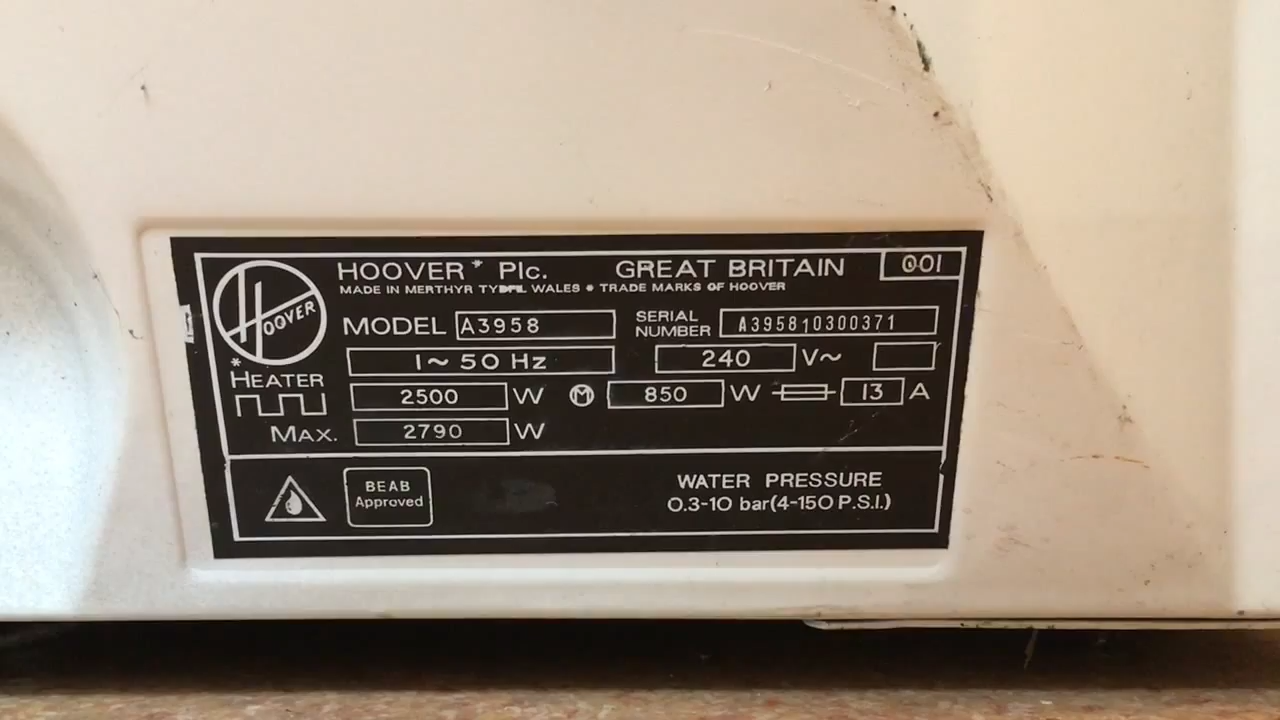 HOOVER* Plc. GREAT BRITAIN 001
MADE IN MERTHYR TYDFIL WALES * TRADE MARKS OF HOOVER
HOOVER
*
MODEL A3958 SERIAL NUMBER A395810300371
1~50 Hz 240 V~
HEATER 2500 W M 850 W 13 A
MAX. 2790 W
BEAB
Approved
WATER PRESSURE
0.3-10 bar(4-150 P.S.I.)